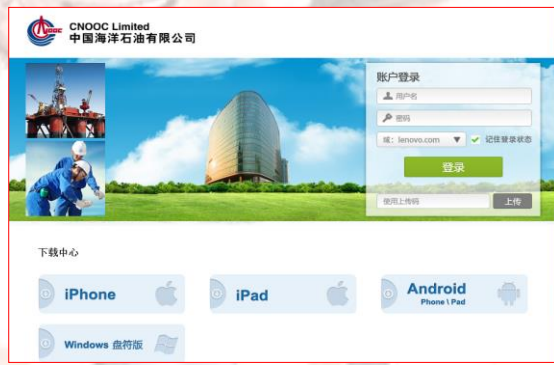 CNOOC
CNOOC Limited
中国海洋石油有限公司
账户登录
用户名
密码
域: lenovo.com
记住登录状态
登录
使用上传码
上传
下载中心
iPhone
iPad
Android
Phone \ Pad
Windows 盘符版